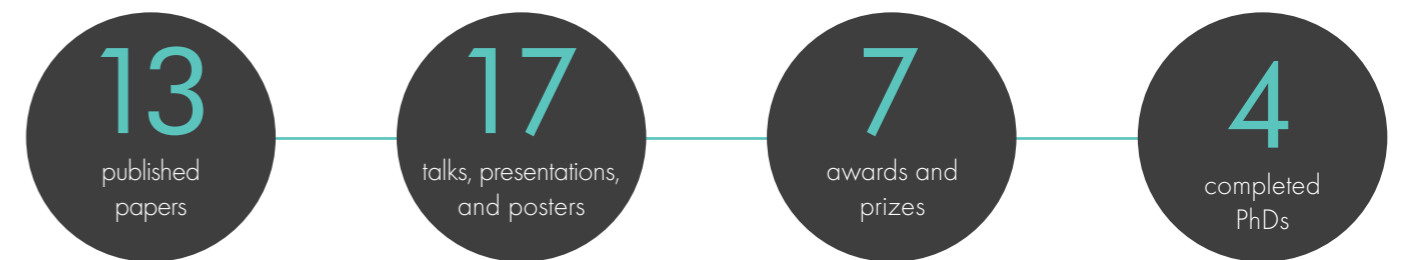 13
published
papers
17
talks, presentations,
and posters
7
awards and
prizes
4
completed
PhDs